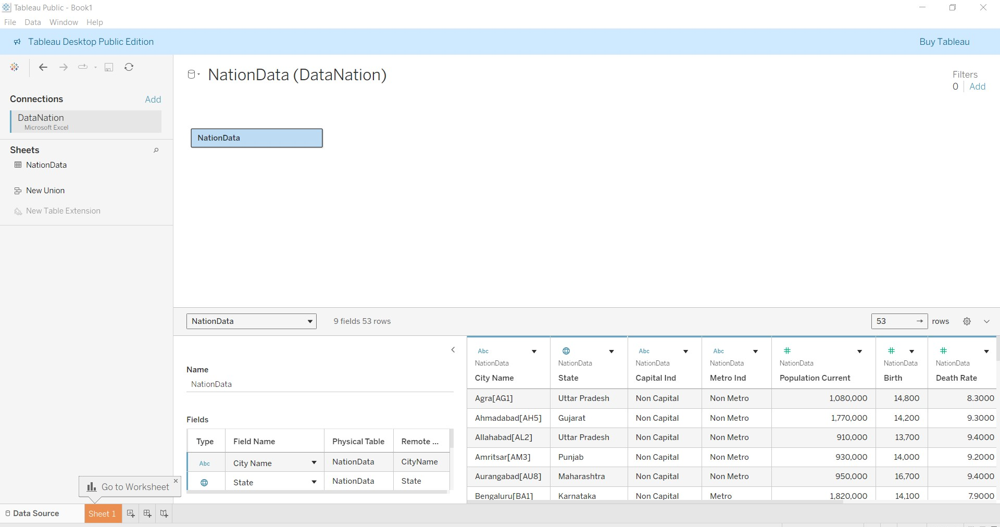 Tableau Public - Book1
File Data Window Help
Tableau Desktop Public Edition Buy Tableau
NationData (DataNation)
Filters
0 Add
Connections Add
DataNation
Microsoft Excel
NationData
Sheets
NationData
New Union
New Table Extension
NationData 9 fields 53 rows 53 rows
Name
NationData
Fields
Type Field Name Physical Table Remote ...
Abc City Name NationData CityName
State NationData State
Abc Abc Abc
NationData NationData NationData NationData NationData NationData NationData
City Name State Capital Ind Metro Ind Population Current Birth Death Rate
Agra[AG1] Uttar Pradesh Non Capital Non Metro 1,080,000 14,800 8.3000
Ahmadabad[AH5] Gujarat Non Capital Non Metro 1,770,000 14,200 9.3000
Allahabad[AL2] Uttar Pradesh Non Capital Non Metro 910,000 13,700 9.4000
Amritsar[AM3] Punjab Non Capital Non Metro 930,000 14,000 9.2000
Aurangabad[AU8] Maharashtra Non Capital Non Metro 950,000 16,700 9.4000
Bengaluru[BA1] Karnataka Non Capital Metro 1,820,000 14,100 7.9000
Go to Worksheet
Data Source Sheet 1